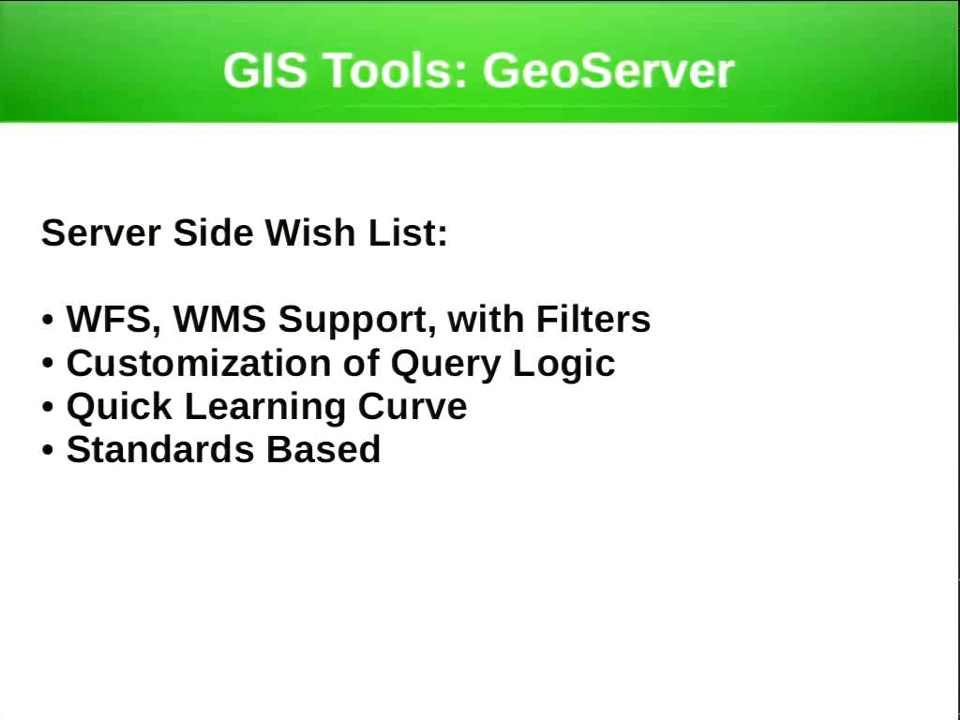 GIS Tools: GeoServer
Server Side Wish List:
• WFS, WMS Support, with Filters
• Customization of Query Logic
• Quick Learning Curve
• Standards Based